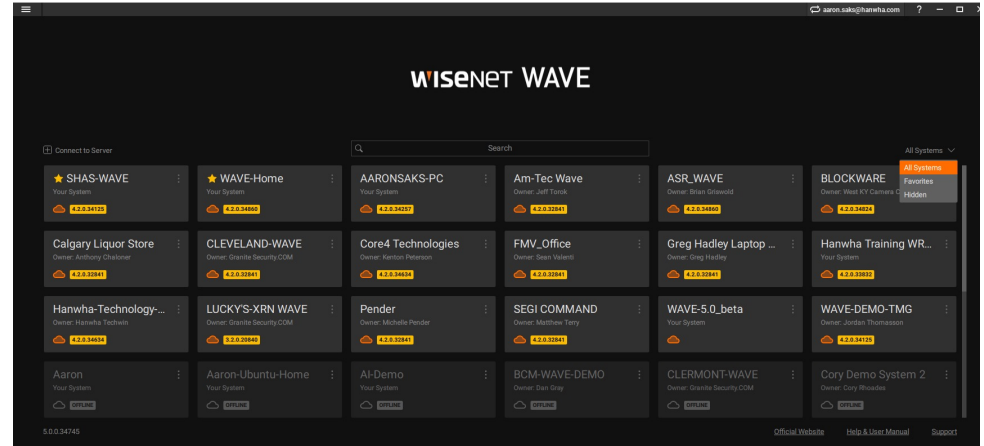 aaron.saks@hanwha.com ?
WISENET WAVE
Connect to Server
Search
All Systems
All Systems
Favorites
Hidden
SHAS-WAVE
Your System
4.2.0.34125
WAVE-Home
Your System
4.2.0.34860
AARONSAKS-PC
Your System
4.2.0.34257
Am-Tec Wave
Owner: Jeff Torok
4.2.0.32841
ASR_WAVE
Owner: Brian Griswold
4.2.0.34860
BLOCKWARE
Owner: West KY Camera
4.2.0.34824
Calgary Liquor Store
Owner: Anthony Chaloner
4.2.0.32841
CLEVELAND-WAVE
Owner: Granite Security.COM
4.2.0.32841
Core4 Technologies
Owner: Kenton Peterson
4.2.0.34634
FMV_Office
Owner: Sean Valenti
4.2.0.32841
Greg Hadley Laptop ...
Owner: Greg Hadley
4.2.0.32841
Hanwha Training WR...
Your System
4.2.0.33832
Hanwha-Technology-...
Owner: Hanwha Techwin
4.2.0.34634
LUCKY'S-XRN WAVE
Owner: Granite Security.COM
3.2.0.29840
Pender
Owner: Michelle Pender
4.2.0.32841
SEGI COMMAND
Owner: Matthew Terry
4.2.0.32841
WAVE-5.0_beta
Your System
WAVE-DEMO-TMG
Owner: Jordan Thomasson
4.2.0.34125
Aaron
Your System
OFFLINE
Aaron-Ubuntu-Home
Your System
OFFLINE
AI-Demo
Your System
OFFLINE
BCM-WAVE-DEMO
Owner: Dan Gray
OFFLINE
CLERMONT-WAVE
Owner: Granite Security.COM
OFFLINE
Cory Demo System 2
Owner: Cory Rhoades
OFFLINE
5.0.0.34745
Official Website
Help & User Manual
Support